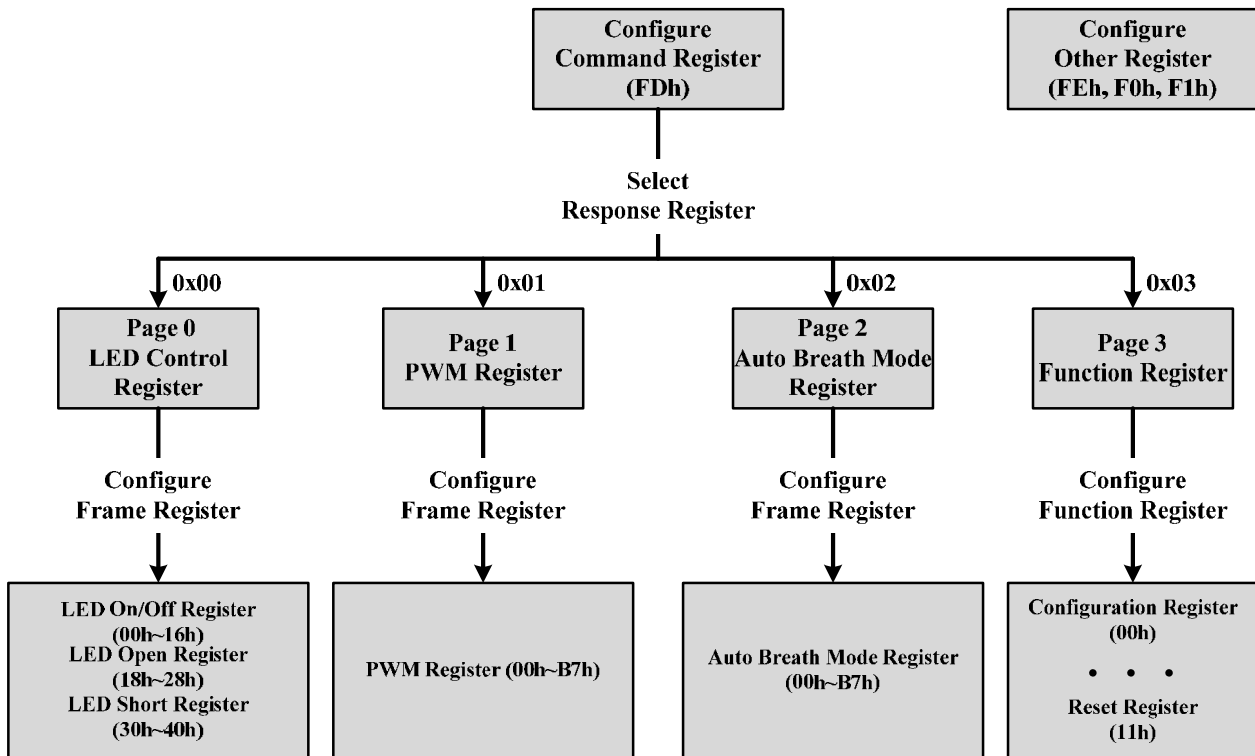 Configure
Command Register
(FDh)
Configure
Other Register
(FEh, F0h, F1h)
Select
Response Register
0x00
0x01
0x02
0x03
Page 0
LED Control
Register
Page 1
PWM Register
Page 2
Auto Breath Mode
Register
Page 3
Function Register
Configure
Frame Register
Configure
Frame Register
Configure
Frame Register
Configure
Function Register
LED On/Off Register
(00h~16h)
LED Open Register
(18h~28h)
LED Short Register
(30h~40h)
PWM Register (00h~B7h)
Auto Breath Mode Register
(00h~B7h)
Configuration Register
(00h)
• • •
Reset Register
(11h)